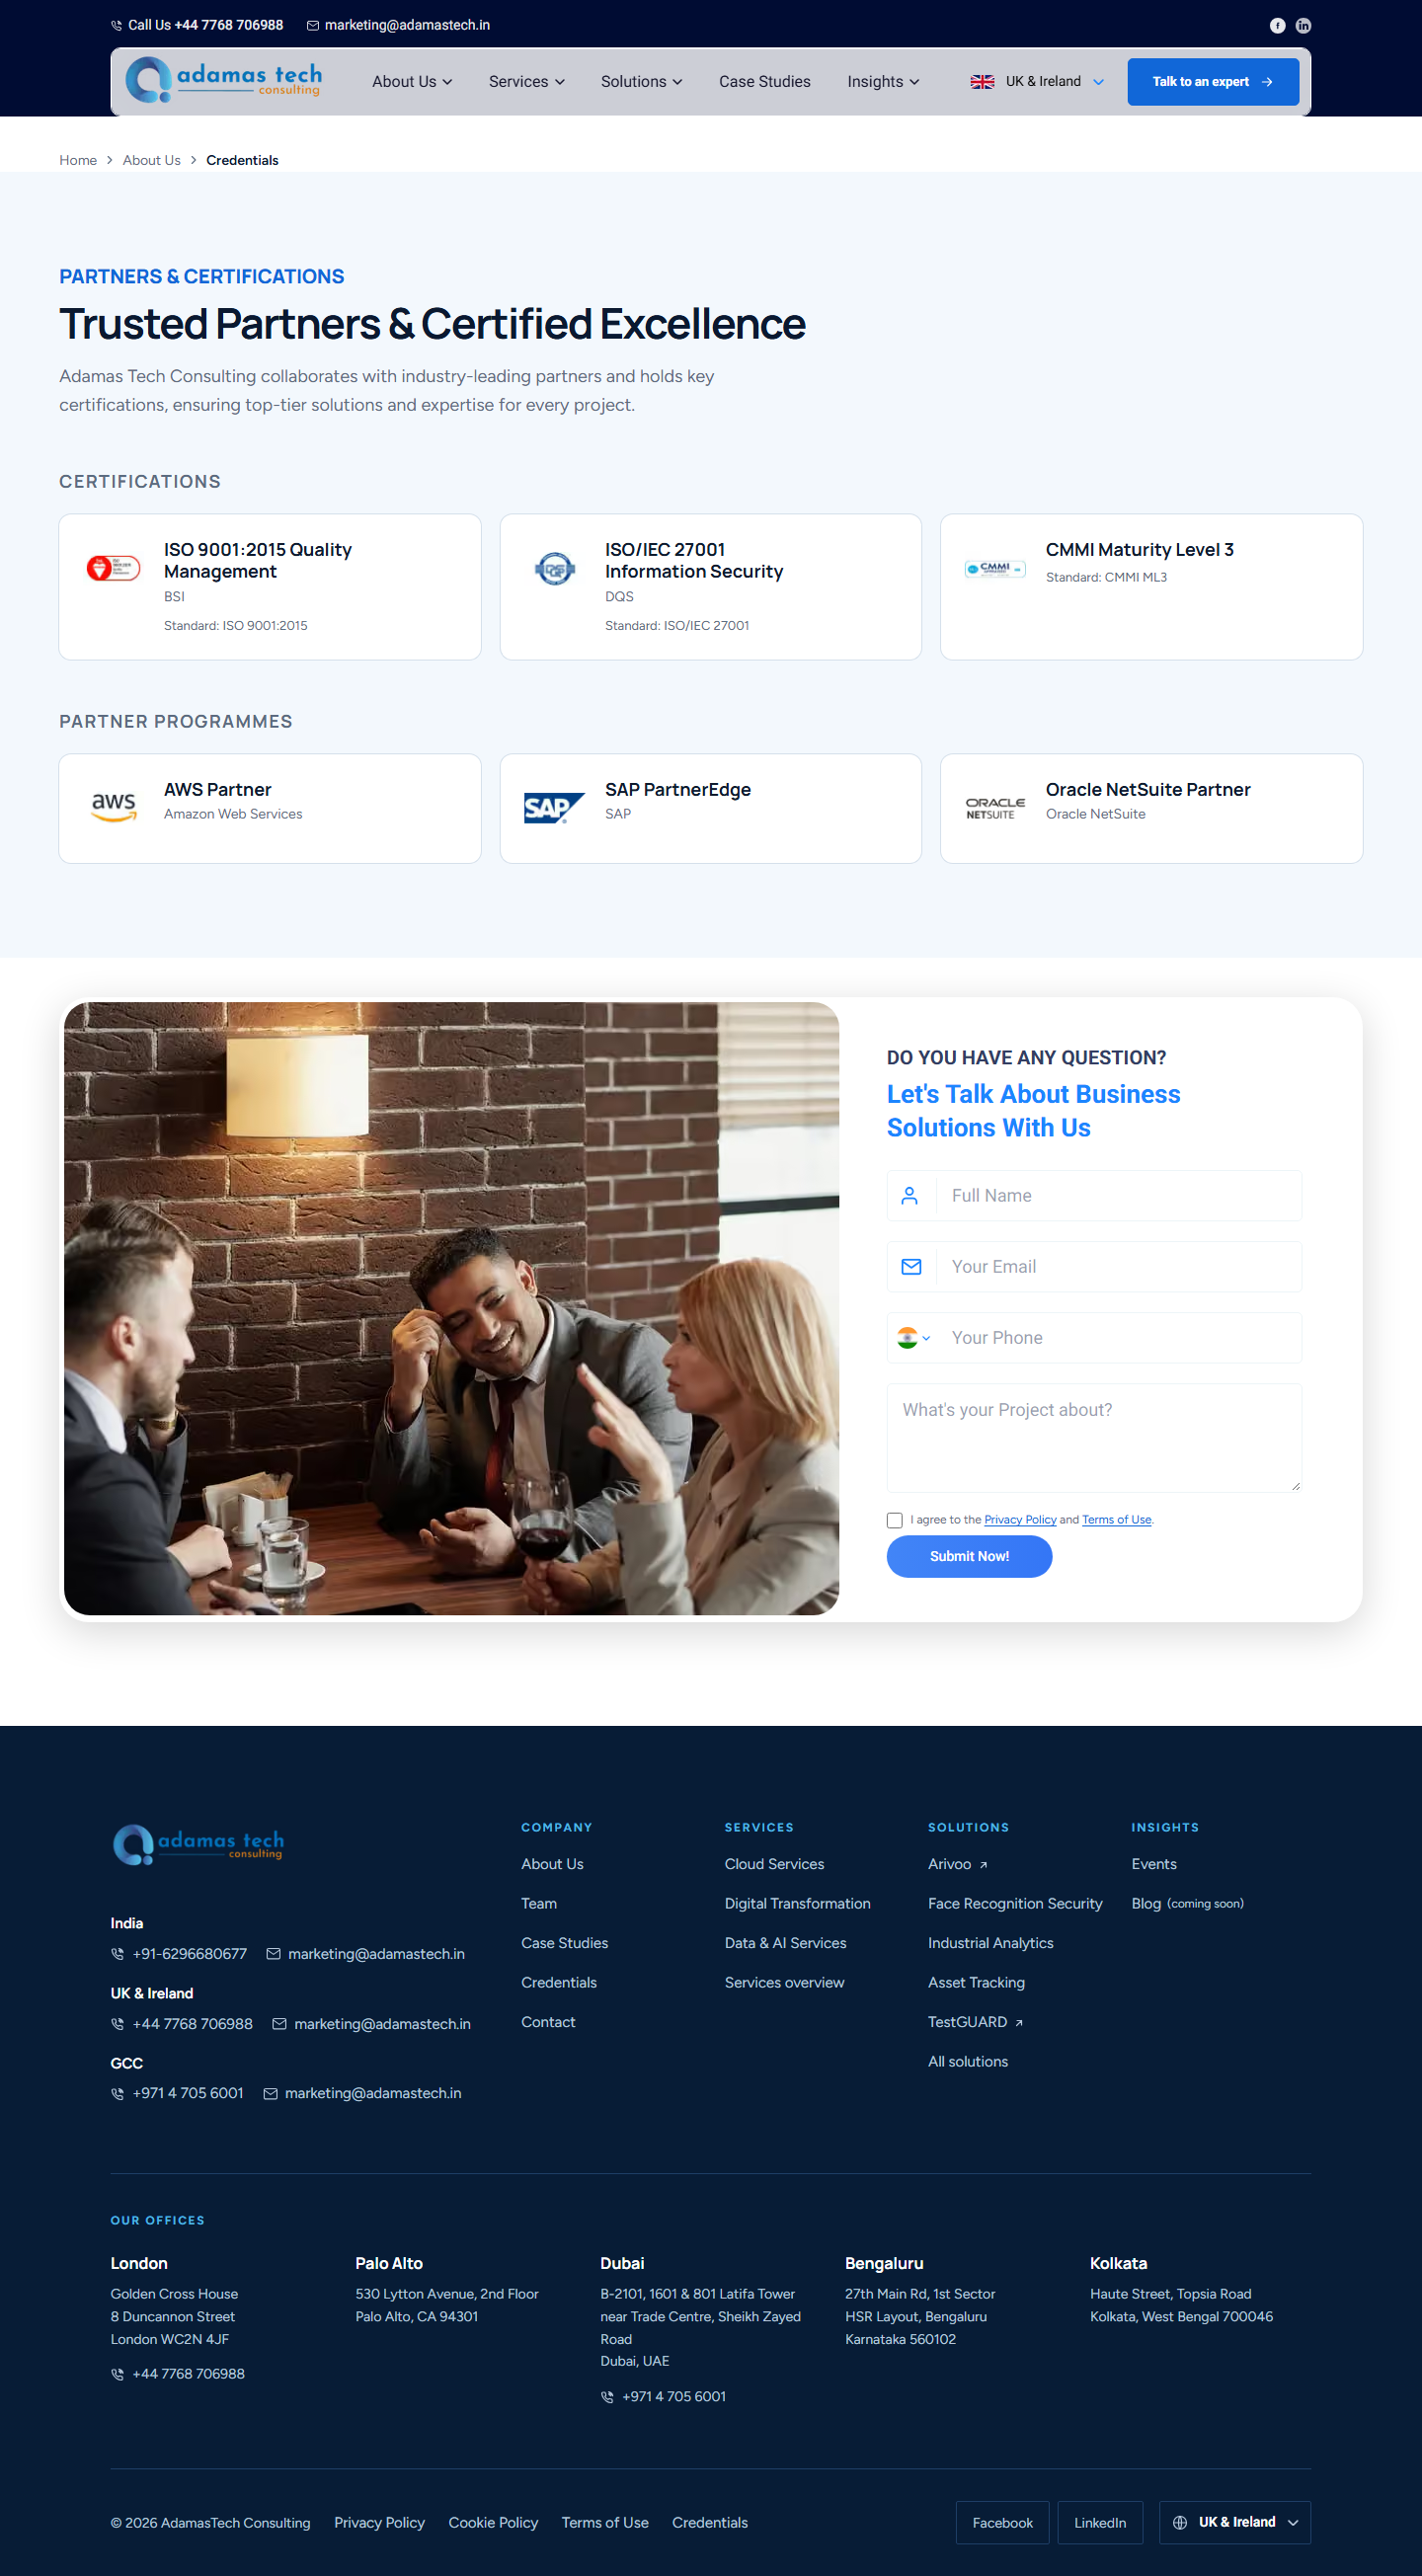 Call Us +44 7768 706988 marketing@adamastech.in
adamas tech
consulting
About Us Services Solutions Case Studies Insights UK & Ireland Talk to an expert
Home About Us Credentials
PARTNERS & CERTIFICATIONS
Trusted Partners & Certified Excellence
Adamas Tech Consulting collaborates with industry-leading partners and holds key
certifications, ensuring top-tier solutions and expertise for every project.
CERTIFICATIONS
ISO 9001:2015 Quality
Management
BSI
Standard: ISO 9001:2015
ISO/IEC 27001
Information Security
DQS
Standard: ISO/IEC 27001
CMMI
CMMI Maturity Level 3
Standard: CMMI ML3
PARTNER PROGRAMMES
aws
AWS Partner
Amazon Web Services
SAP
SAP PartnerEdge
SAP
ORACLE
NETSUITE
Oracle NetSuite Partner
Oracle NetSuite
DO YOU HAVE ANY QUESTION?
Let's Talk About Business
Solutions With Us
Full Name
Your Email
Your Phone
What's your Project about?
I agree to the Privacy Policy and Terms of Use.
Submit Now!
adamas tech
consulting
India
+91-6296680677 marketing@adamastech.in
UK & Ireland
+44 7768 706988 marketing@adamastech.in
GCC
+971 4 705 6001 marketing@adamastech.in
COMPANY
About Us
Team
Case Studies
Credentials
Contact
SERVICES
Cloud Services
Digital Transformation
Data & AI Services
Services overview
SOLUTIONS
Arivoo
Face Recognition Security
Industrial Analytics
Asset Tracking
TestGUARD
All solutions
INSIGHTS
Events
Blog (coming soon)
OUR OFFICES
London
Golden Cross House
8 Duncannon Street
London WC2N 4JF
+44 7768 706988
Palo Alto
530 Lytton Avenue, 2nd Floor
Palo Alto, CA 94301
Dubai
B-2101, 1601 & 801 Latifa Tower
near Trade Centre, Sheikh Zayed
Road
Dubai, UAE
+971 4 705 6001
Bengaluru
27th Main Rd, 1st Sector
HSR Layout, Bengaluru
Karnataka 560102
Kolkata
Haute Street, Topsia Road
Kolkata, West Bengal 700046
© 2026 AdamasTech Consulting Privacy Policy Cookie Policy Terms of Use Credentials Facebook LinkedIn UK & Ireland